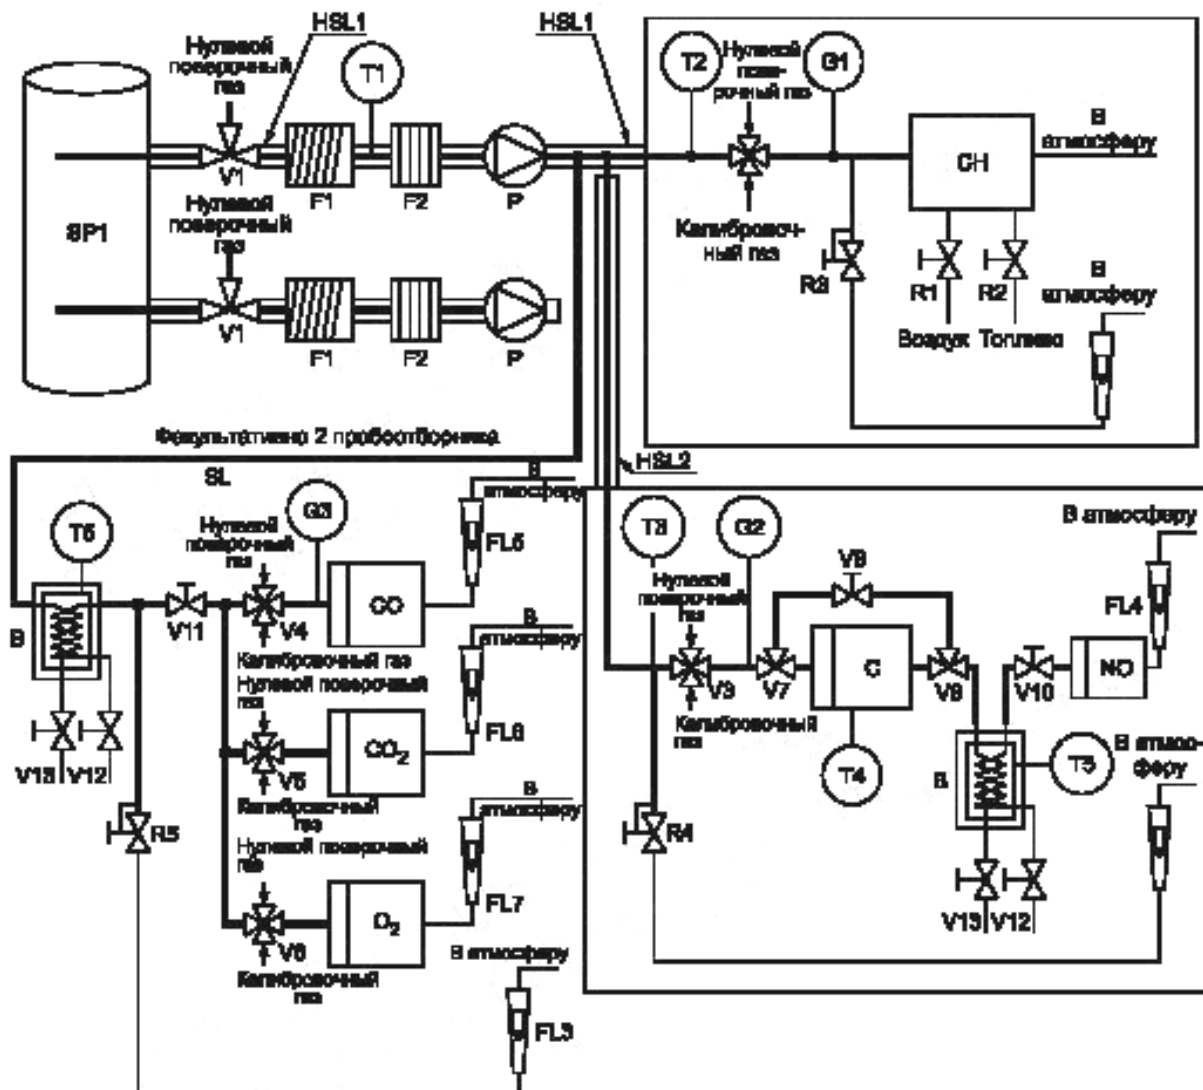 HSL1
HSL1
Нулевой
поверочный
газ
T1
T2
Нулевой
пове-
рочный газ
G1
В
атмосферу
CH
V1
F1
F2
P
Нулевой
поверочный
газ
SP1
Калибровоч-
ный газ
R3
R1
R2
В
атмосферу
Воздух
Топливо
V1
F1
F2
P
Факультативно 2 пробоотборника
SL
HSL2
В
атмосферу
T6
G3
Нулевой
поверочный
газ
FL5
CO
V11
V4
B
Калибровочный газ
Нулевой поверочный
газ
В
атмосферу
CO2
FL6
V5
V13
V12
Калибровочный
газ
Нулевой поверочный
газ
R5
В
атмосферу
O2
FL7
V6
Калибровочный
газ
В атмосферу
FL3
T3
G2
В атмосферу
Нулевой
поверочный
газ
FL4
C
NO
V3
V7
V10
Калибровочный
газ
T4
T5
B
В атмос-
феру
R4
V13
V12